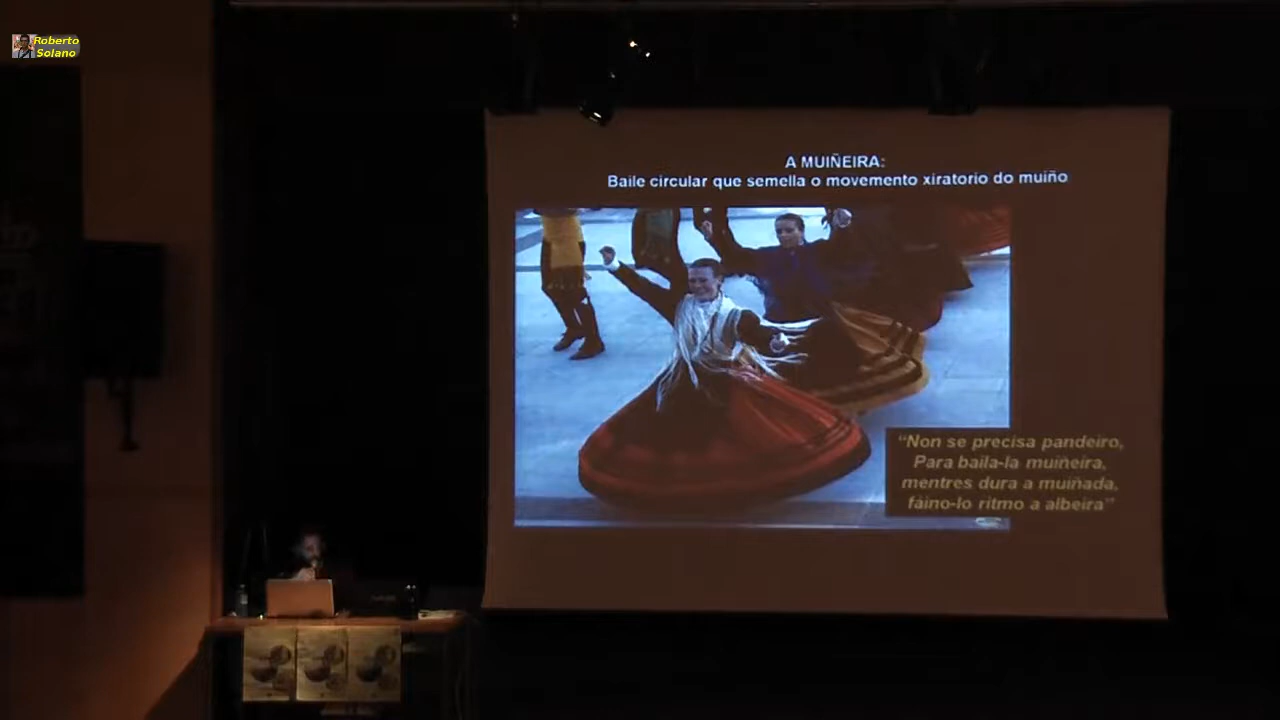 Roberto
Solano
A MUIÑEIRA:
Baile circular que semella o movemento xiratorio do muiño
“Non se precisa pandeiro,
Para baila-la muiñeira,
mentres dura a muiñada,
fáino-lo ritmo a albeira”